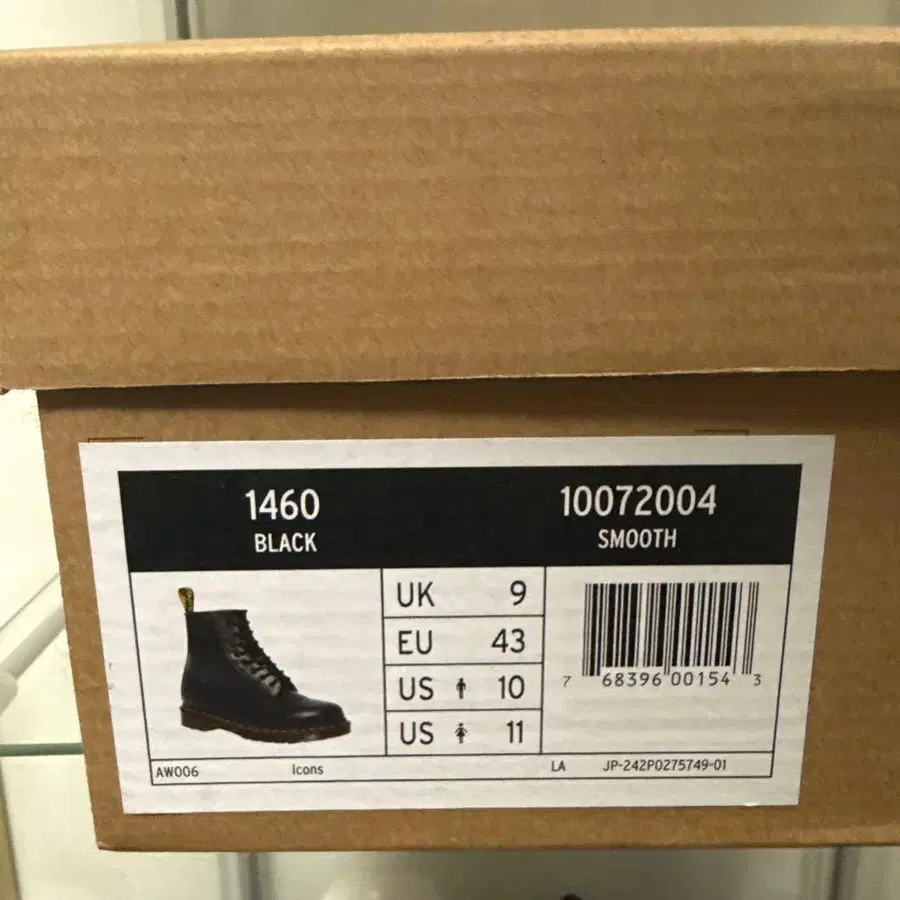 1460
BLACK
10072004
SMOOTH
UK 9
EU 43
US 10
US 11
7 68396 00154 3
AW006 Icons LA JP-242P0275749-01